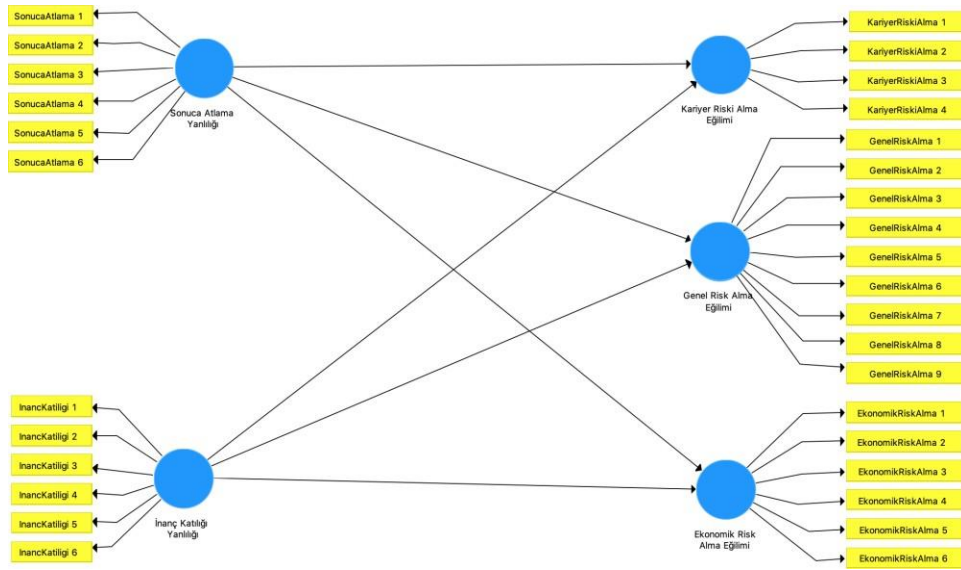 SonucaAtlama 1
SonucaAtlama 2
SonucaAtlama 3
SonucaAtlama 4
SonucaAtlama 5
SonucaAtlama 6
Sonuca Atlama
Yanlılığı
InancKatiligi 1
InancKatiligi 2
InancKatiligi 3
InancKatiligi 4
InancKatiligi 5
InancKatiligi 6
İnanç Katılığı
Yanlılığı
Kariyer Riski Alma
Eğilimi
KariyerRiskiAlma 1
KariyerRiskiAlma 2
KariyerRiskiAlma 3
KariyerRiskiAlma 4
Genel Risk Alma
Eğilimi
GenelRiskAlma 1
GenelRiskAlma 2
GenelRiskAlma 3
GenelRiskAlma 4
GenelRiskAlma 5
GenelRiskAlma 6
GenelRiskAlma 7
GenelRiskAlma 8
GenelRiskAlma 9
Ekonomik Risk
Alma Eğilimi
EkonomikRiskAlma 1
EkonomikRiskAlma 2
EkonomikRiskAlma 3
EkonomikRiskAlma 4
EkonomikRiskAlma 5
EkonomikRiskAlma 6